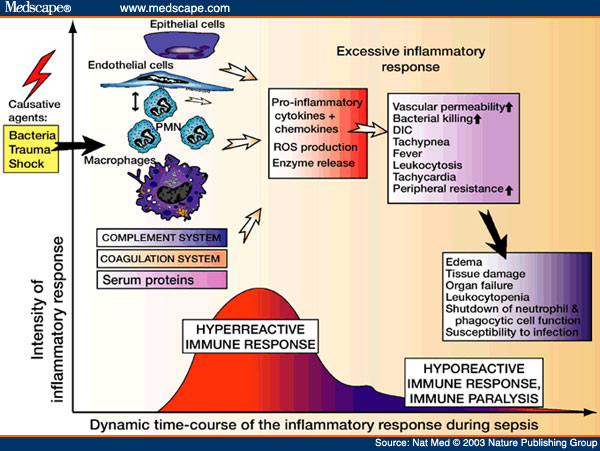 Medscape®
www.medscape.com
Intensity of
inflammatory response
Causative
agents:
Bacteria
Trauma
Shock
Epithelial cells
Endothelial cells
PMN
Macrophages
COMPLEMENT SYSTEM
COAGULATION SYSTEM
Serum proteins
Excessive inflammatory
response
Pro-inflammatory
cytokines +
chemokines
ROS production
Enzyme release
Vascular permeability
Bacterial killing
DIC
Tachypnea
Fever
Leukocytosis
Tachycardia
Peripheral resistance
Edema
Tissue damage
Organ failure
Leukocytopenia
Shutdown of neutrophil &
phagocytic cell function
Susceptibility to infection
HYPERREACTIVE
IMMUNE RESPONSE
HYPOREACTIVE
IMMUNE RESPONSE,
IMMUNE PARALYSIS
Dynamic time-course of the inflammatory response during sepsis
Source: Nat Med © 2003 Nature Publishing Group